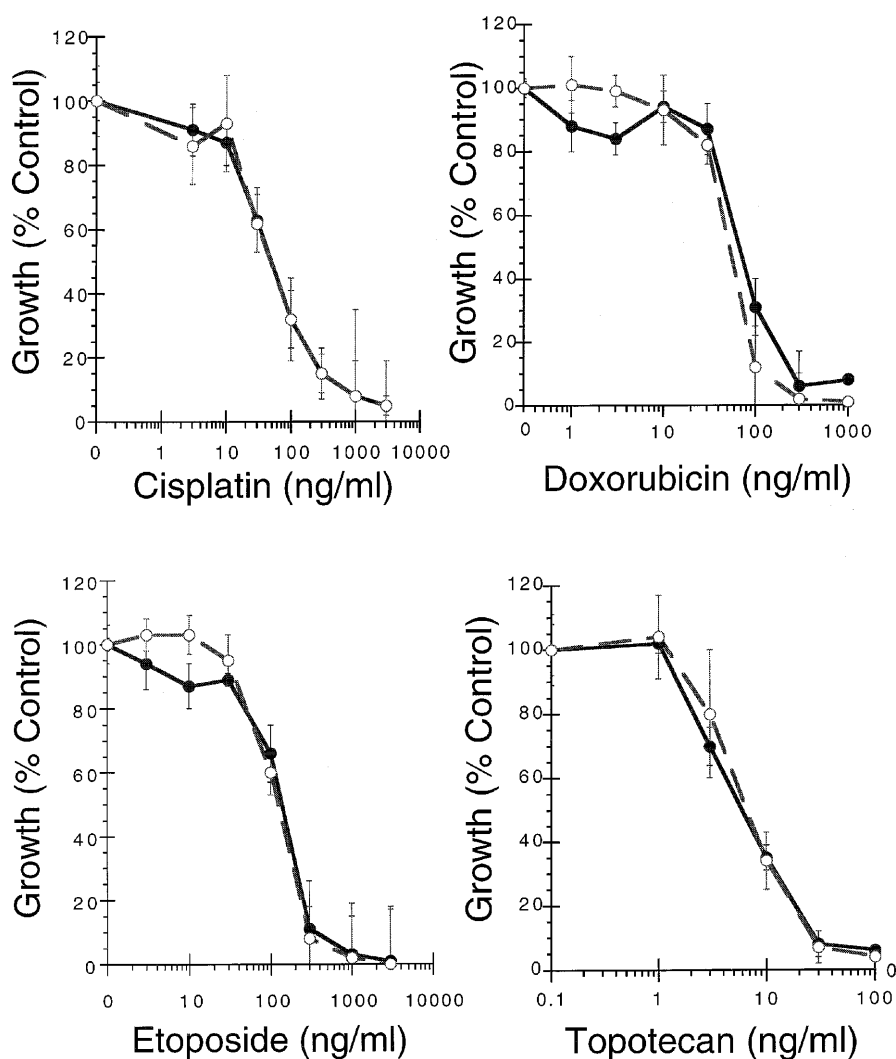 120
100
80
60
40
20
0
Growth (% Control)
0 1 10 100 1000 10000
Cisplatin (ng/ml)
120
100
80
60
40
20
0
Growth (% Control)
0 1 10 100 1000
Doxorubicin (ng/ml)
120
100
80
60
40
20
0
Growth (% Control)
0 10 100 1000 10000
Etoposide (ng/ml)
120
100
80
60
40
20
0
Growth (% Control)
0.1 1 10 100
0
Topotecan (ng/ml)